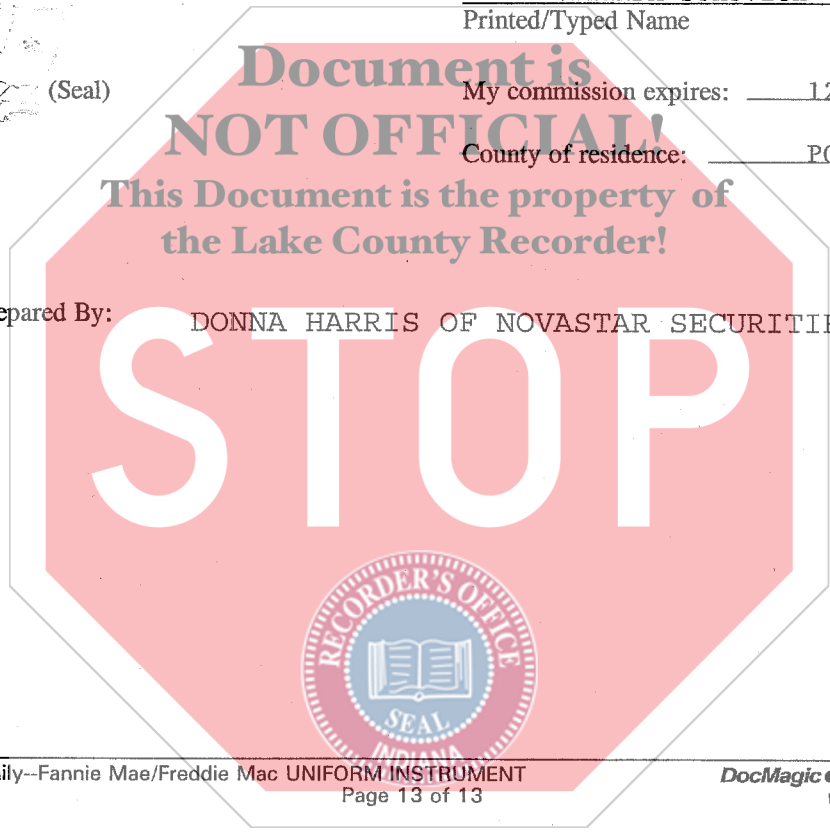 Printed/Typed Name
(Seal)
My commission expires: 12
County of residence: PO
Document is
NOT OFFICIAL!
This Document is the property of
the Lake County Recorder!
epared By: DONNA HARRIS OF NOVASTAR SECURITIE
STOP
RECORDER'S OFFICE
SEAL
INDIANA
ily--Fannie Mae/Freddie Mac UNIFORM INSTRUMENT DocMagic
Page 13 of 13